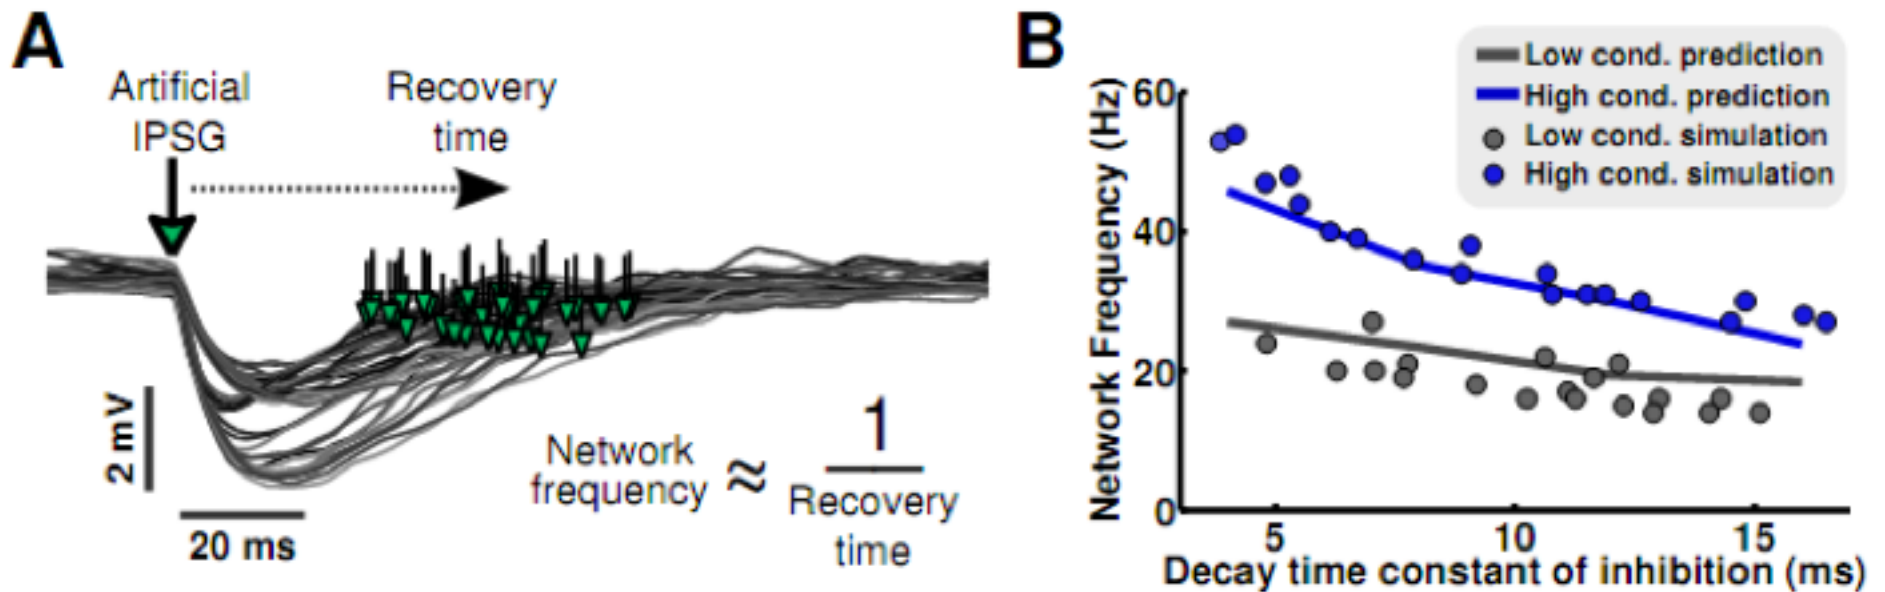 A
Artificial
IPSG
Recovery
time
2 mV
20 ms
Network
frequency
≈
1
Recovery
time
B
Low cond. prediction
High cond. prediction
Low cond. simulation
High cond. simulation
Network Frequency (Hz)
60
40
20
0
5 10 15
Decay time constant of inhibition (ms)